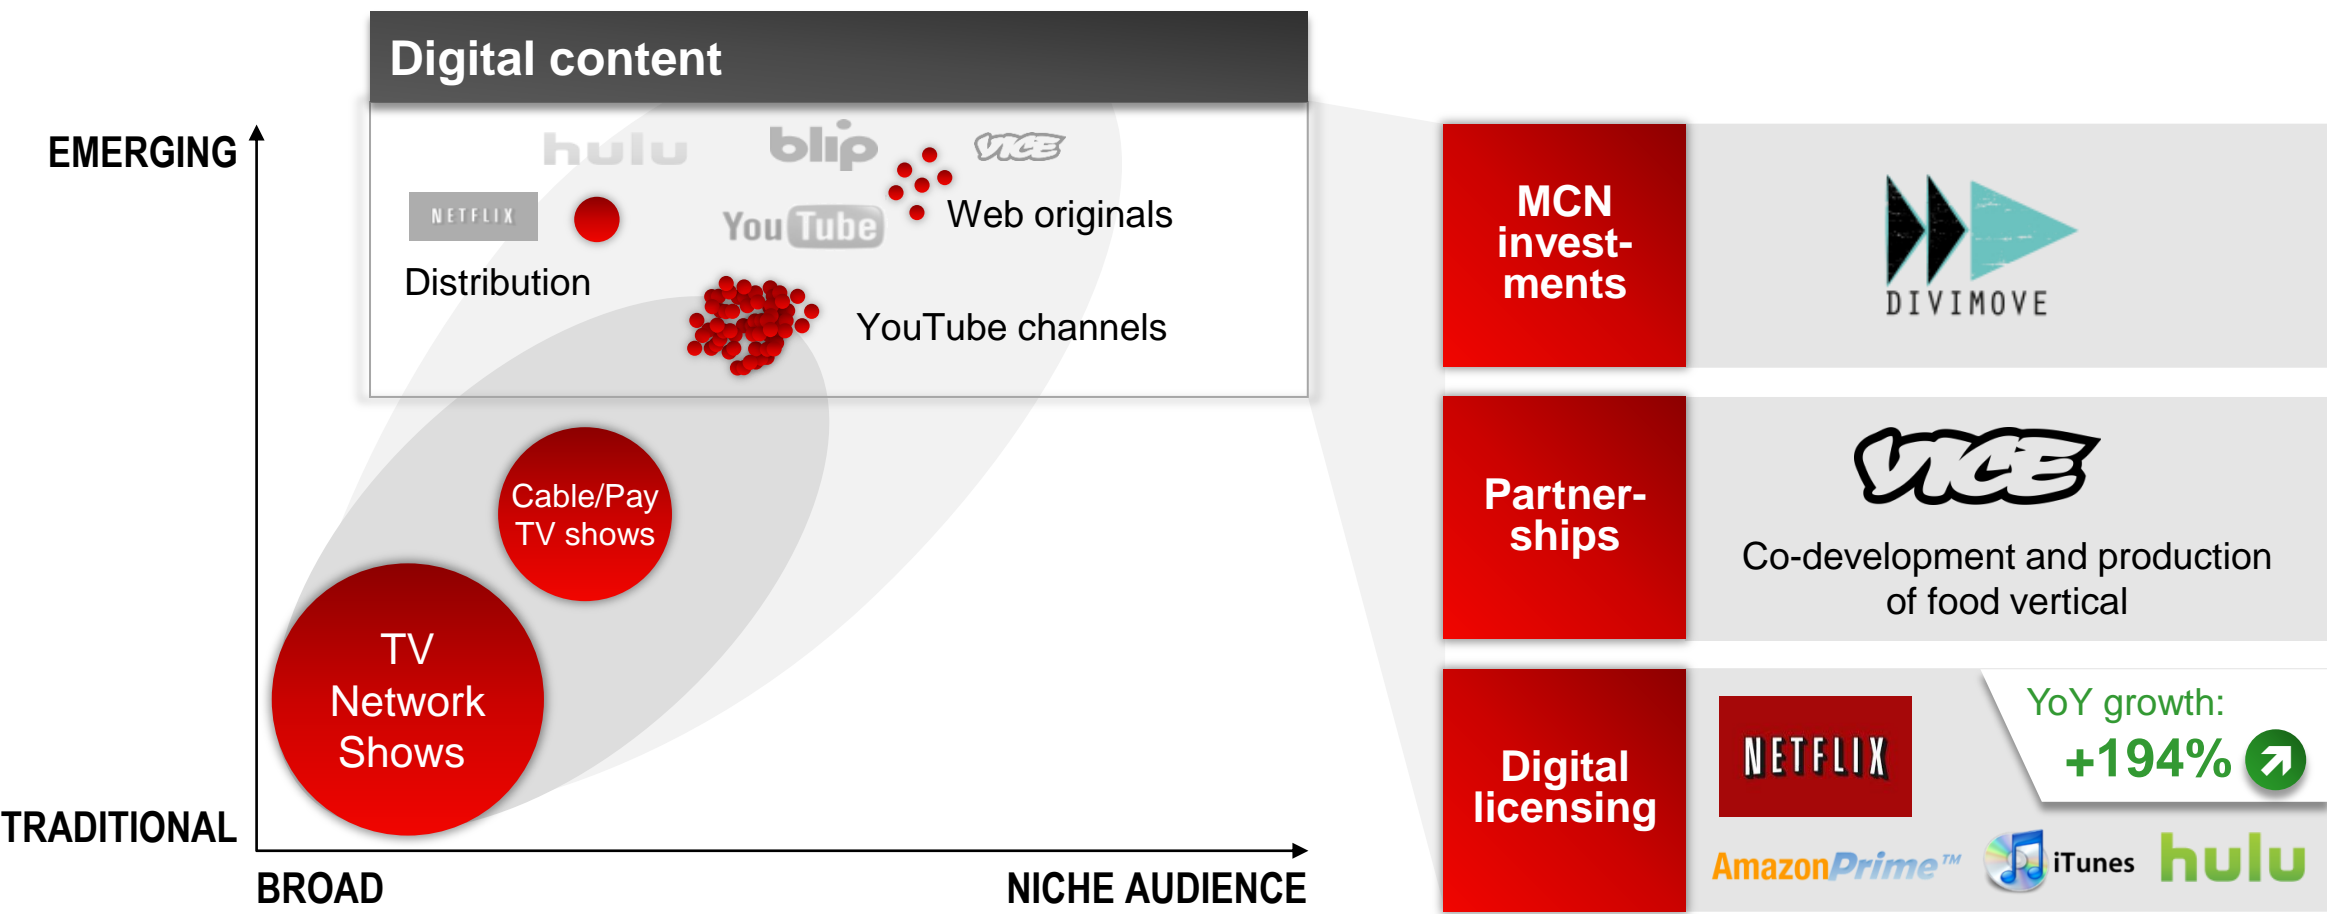 Digital content
EMERGING
hulu
blip
VICE
NETFLIX
YouTube
Web originals
Distribution
YouTube channels
Cable/Pay
TV shows
TV
Network
Shows
TRADITIONAL
BROAD
NICHE AUDIENCE
MCN
invest-
ments
DIVIMOVE
Partner-
ships
VICE
Co-development and production
of food vertical
Digital
licensing
NETFLIX
YoY growth:
+194%
AmazonPrime™
iTunes
hulu